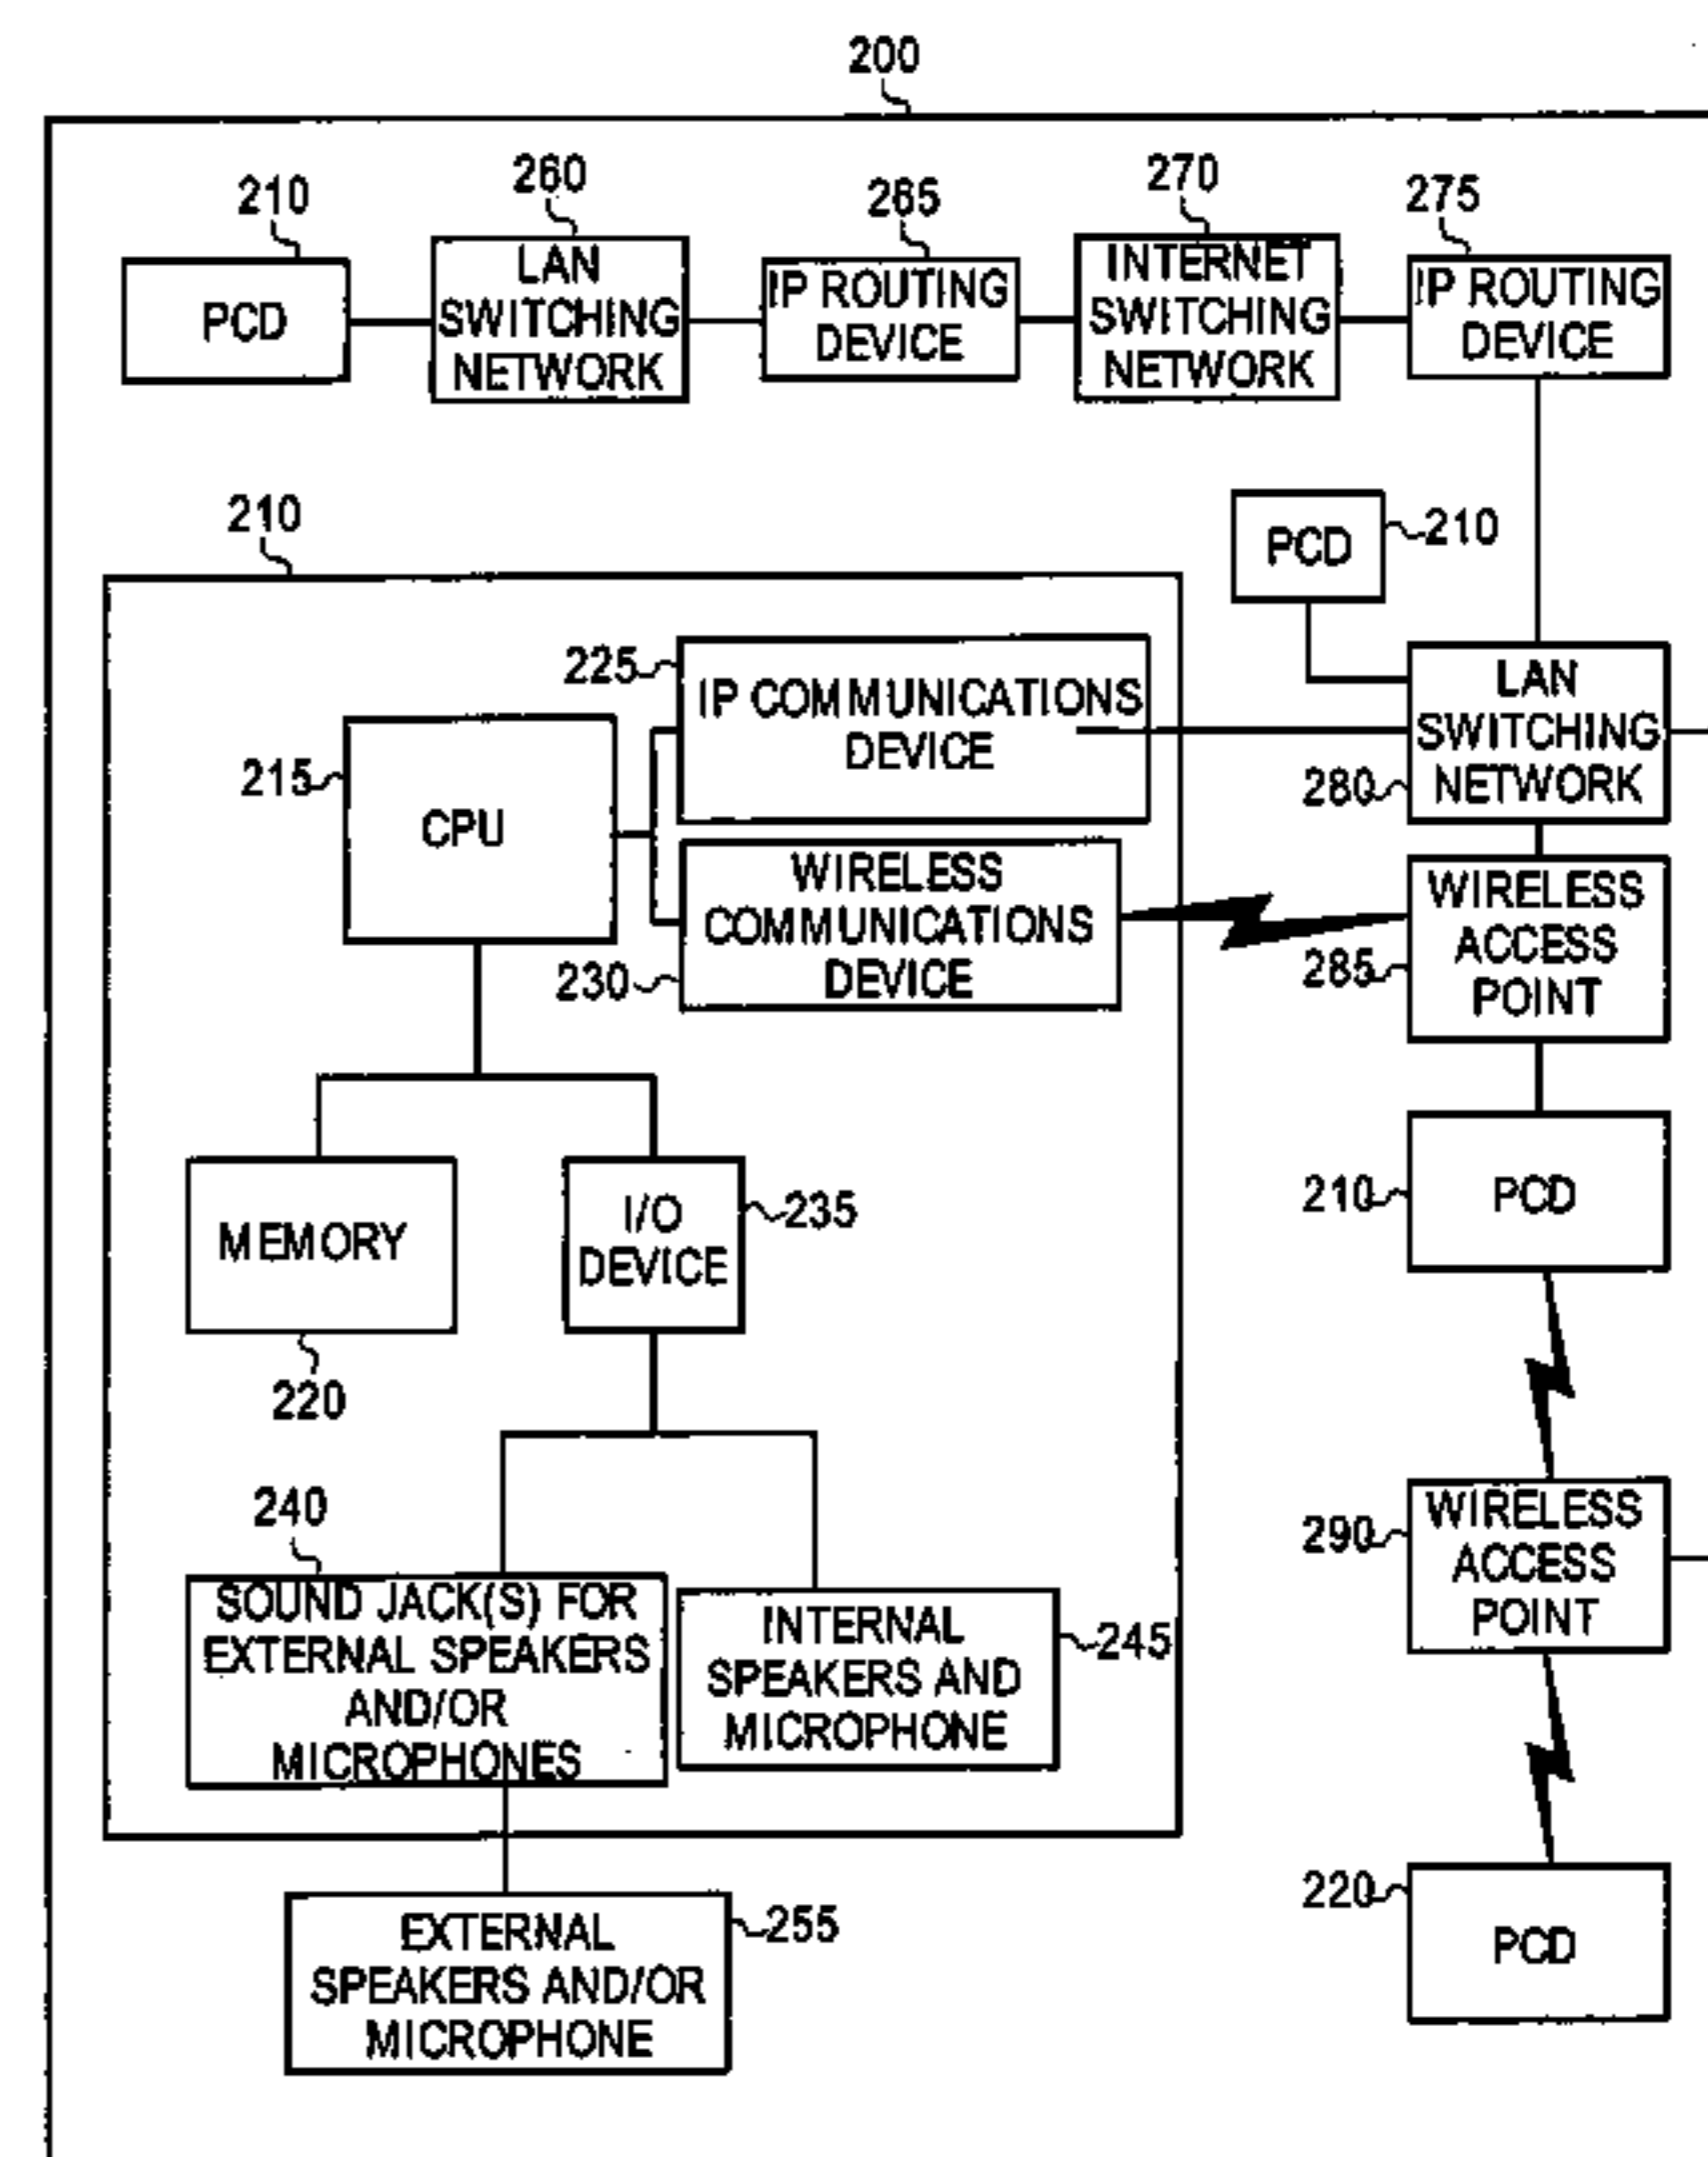 200
210
260
265
270
275
PCD
LAN
SWITCHING
NETWORK
IP ROUTING
DEVICE
INTERNET
SWITCHING
NETWORK
IP ROUTING
DEVICE
210
PCD
210
225
IP COMMUNICATIONS
DEVICE
LAN
SWITCHING
NETWORK
280
215
CPU
WIRELESS
COMMUNICATIONS
DEVICE
230
WIRELESS
ACCESS
POINT
285
MEMORY
220
I/O
DEVICE
235
210
PCD
240
SOUND JACK(S) FOR
EXTERNAL SPEAKERS
AND/OR
MICROPHONES
INTERNAL
SPEAKERS AND
MICROPHONE
245
290
WIRELESS
ACCESS
POINT
EXTERNAL
SPEAKERS AND/OR
MICROPHONE
255
220
PCD